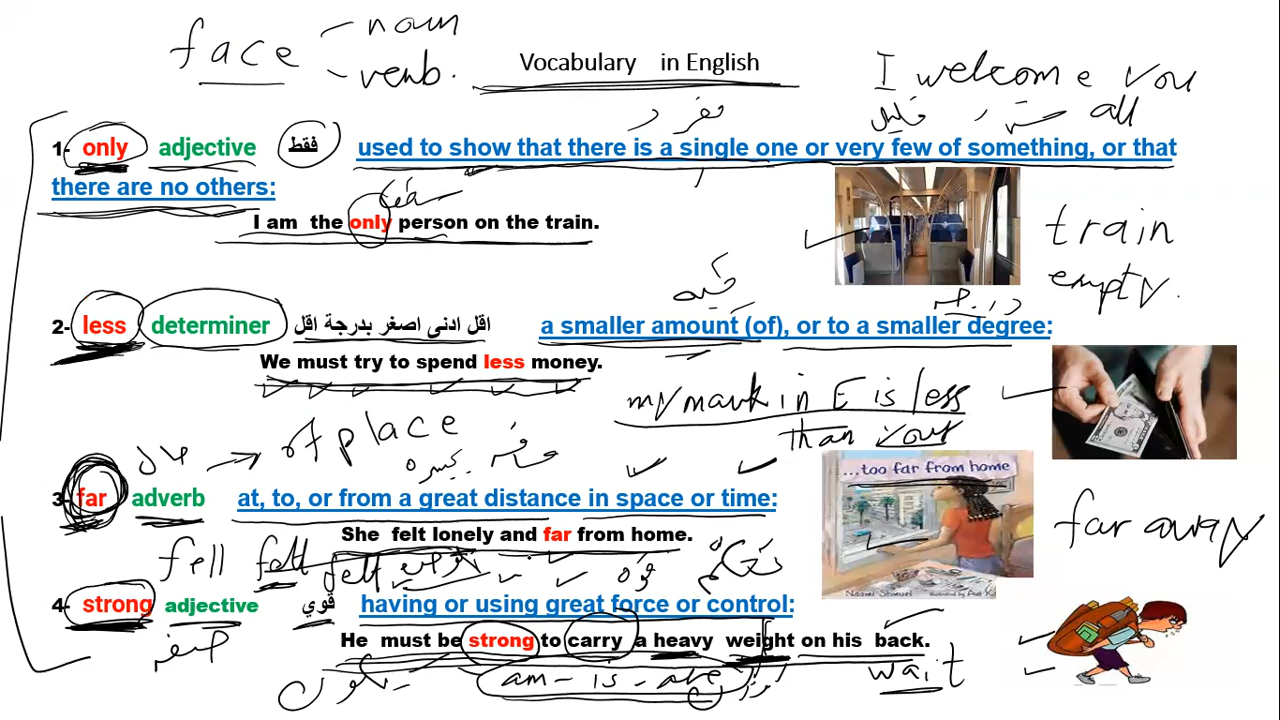 face
noun
verb.
Vocabulary in English
I welcome you
all
1- only adjective فقط used to show that there is a single one or very few of something, or that
there are no others:
I am the only person on the train.
train
empty.
2- less determiner اقل ادنى اصغر بدرجة اقل a smaller amount (of), or to a smaller degree:
We must try to spend less money.
my mark in E is less
than your
of place
...too far from home
3- far adverb at, to, or from a great distance in space or time:
She felt lonely and far from home.
far away
fell felt felt
Naomi Shmuel
4- strong adjective قوي having or using great force or control:
He must be strong to carry a heavy weight on his back.
يكون am - is - are
wait